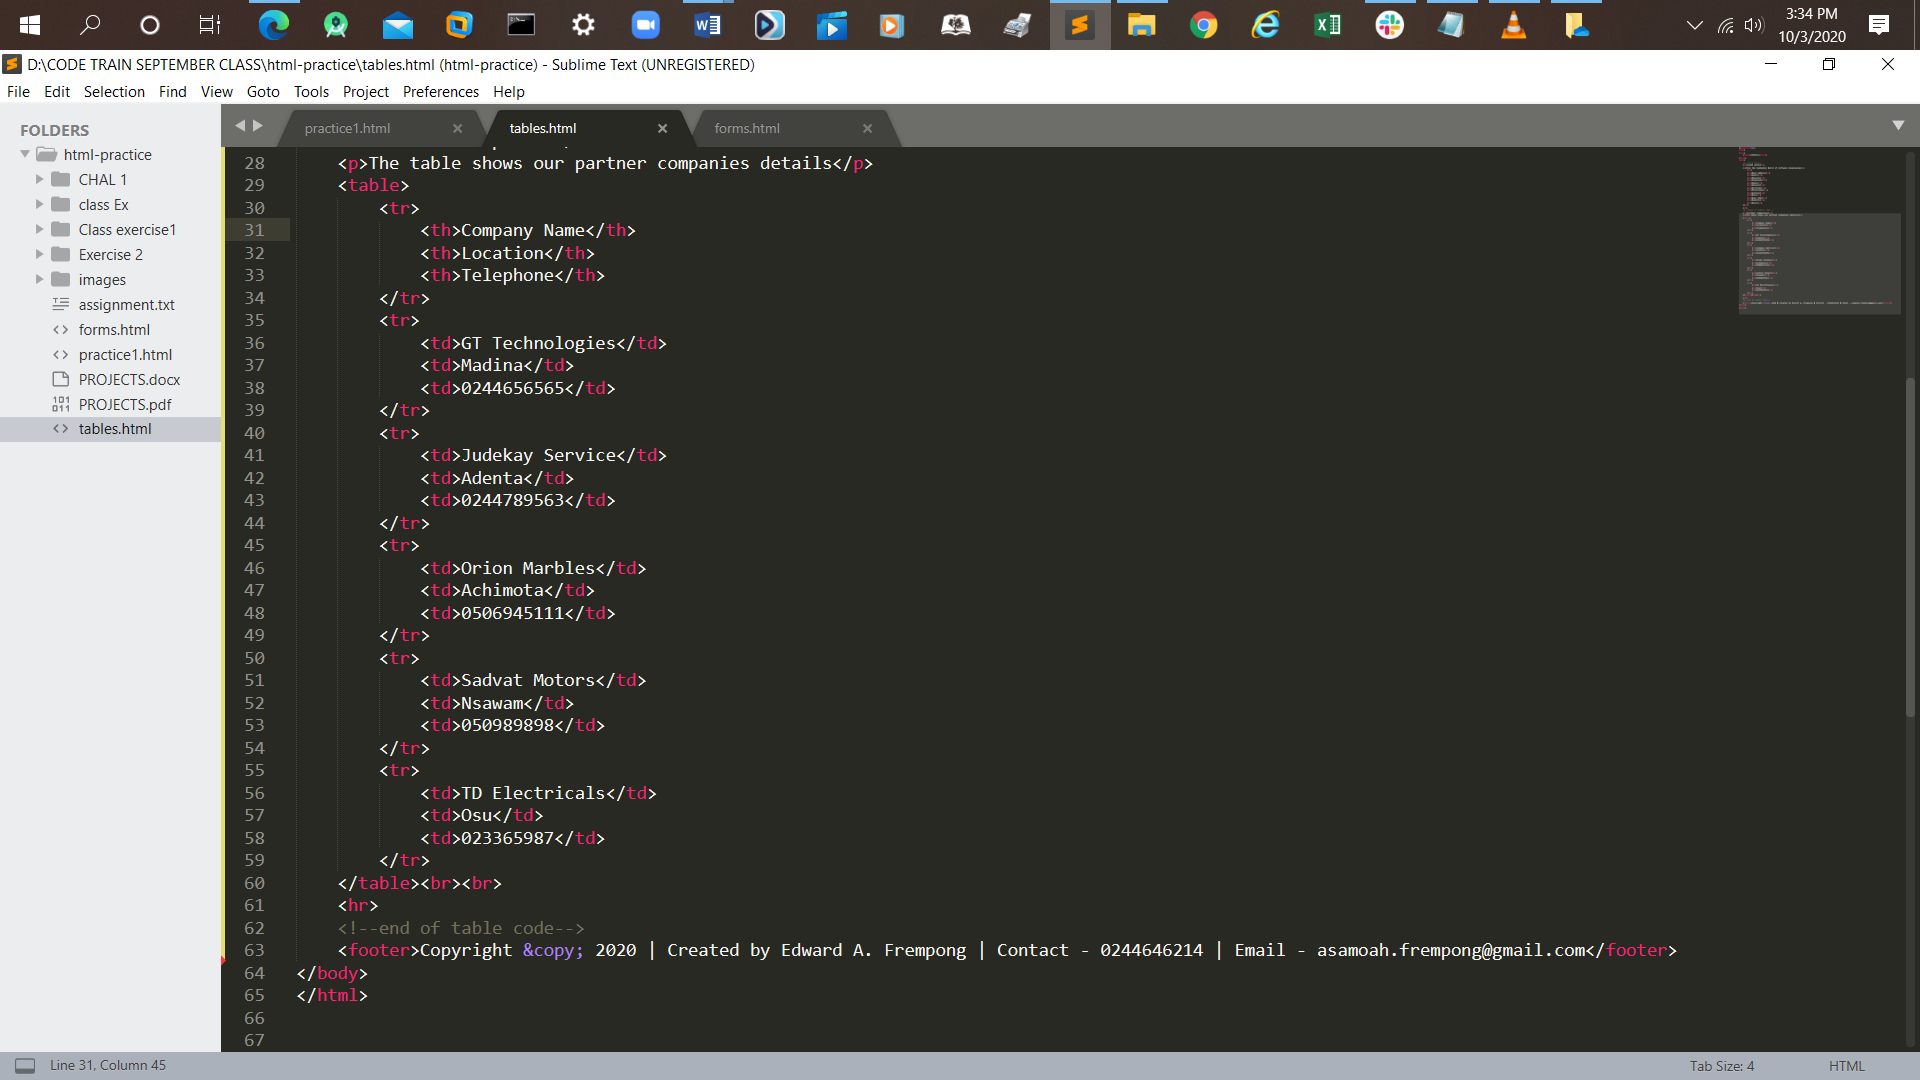 3:34 PM
10/3/2020
D:\CODE TRAIN SEPTEMBER CLASS\html-practice\tables.html (html-practice) - Sublime Text (UNREGISTERED)
File Edit Selection Find View Goto Tools Project Preferences Help
FOLDERS
html-practice
CHAL 1
class Ex
Class exercise1
Exercise 2
images
assignment.txt
forms.html
practice1.html
PROJECTS.docx
PROJECTS.pdf
tables.html
practice1.html tables.html forms.html
28 <p>The table shows our partner companies details</p>
29 <table>
30 <tr>
31 <th>Company Name</th>
32 <th>Location</th>
33 <th>Telephone</th>
34 </tr>
35 <tr>
36 <td>GT Technologies</td>
37 <td>Madina</td>
38 <td>0244656565</td>
39 </tr>
40 <tr>
41 <td>Judekay Service</td>
42 <td>Adenta</td>
43 <td>0244789563</td>
44 </tr>
45 <tr>
46 <td>Orion Marbles</td>
47 <td>Achimota</td>
48 <td>0506945111</td>
49 </tr>
50 <tr>
51 <td>Sadvat Motors</td>
52 <td>Nsawam</td>
53 <td>050989898</td>
54 </tr>
55 <tr>
56 <td>TD Electricals</td>
57 <td>Osu</td>
58 <td>023365987</td>
59 </tr>
60 </table><br><br>
61 <hr>
62 <!--end of table code-->
63 <footer>Copyright &copy; 2020 | Created by Edward A. Frempong | Contact - 0244646214 | Email - asamoah.frempong@gmail.com</footer>
64 </body>
65 </html>
66
67
Line 31, Column 45
Tab Size: 4
HTML